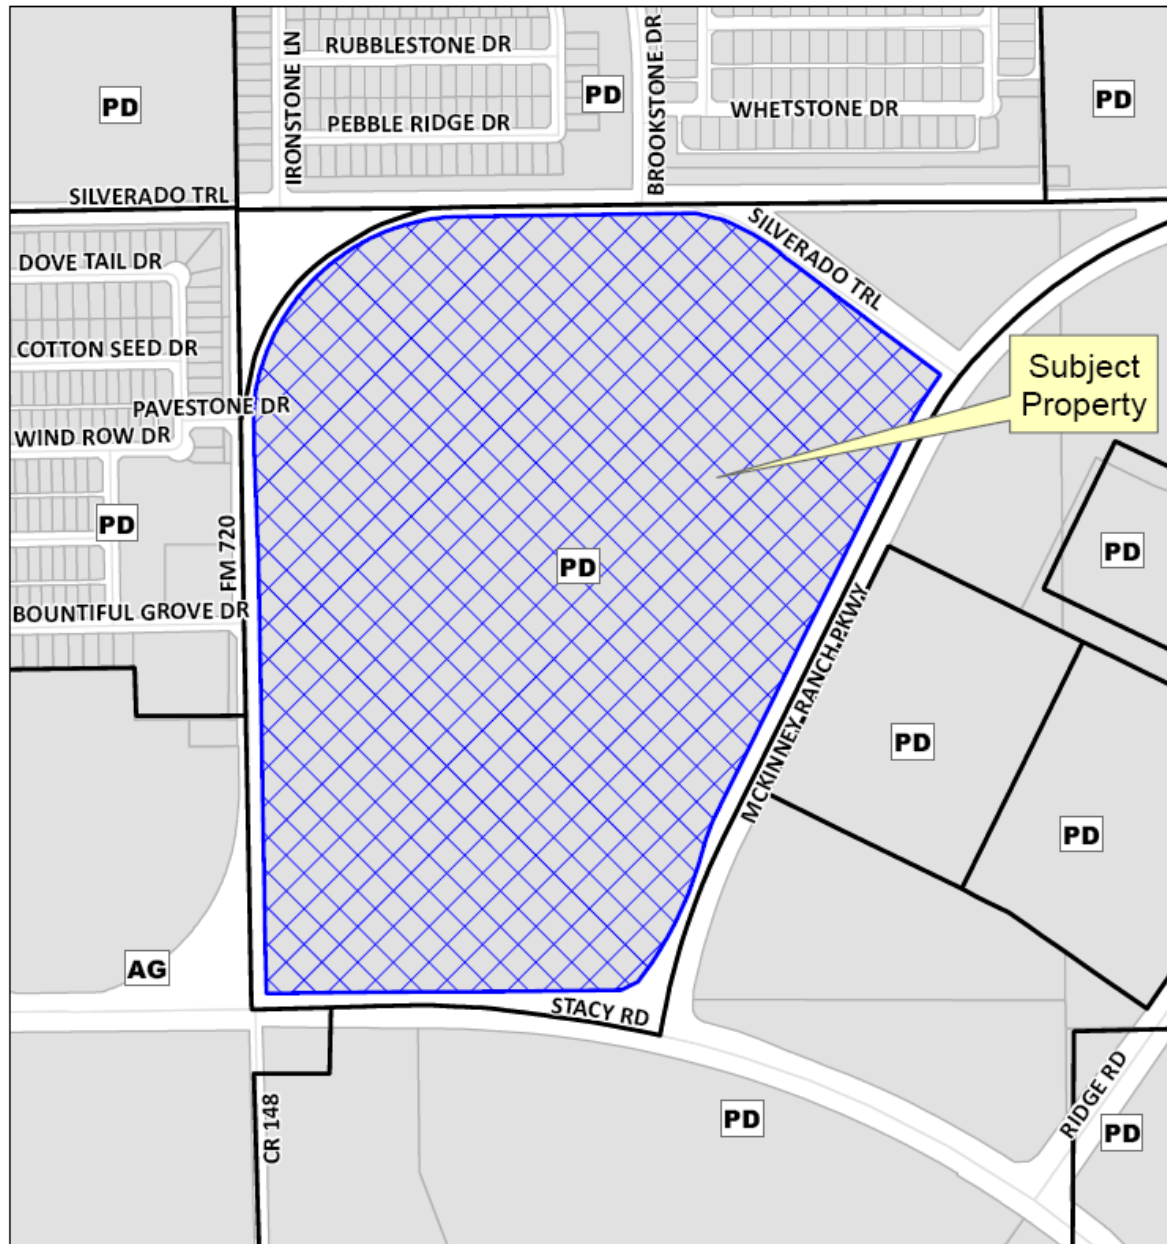 RUBBLESTONE DR
IRONSTONE LN
BROOKSTONE DR
PD
PD
PD
WHETSTONE DR
PEBBLE RIDGE DR
SILVERADO TRL
SILVERADO TRL
DOVE TAIL DR
COTTON SEED DR
Subject
Property
PAVESTONE DR
WIND ROW DR
PD
FM 720
PD
PD
BOUNTIFUL GROVE DR
MCKINNEY RANCH PKWY
PD
PD
AG
STACY RD
RIDGE RD
CR 148
PD
PD